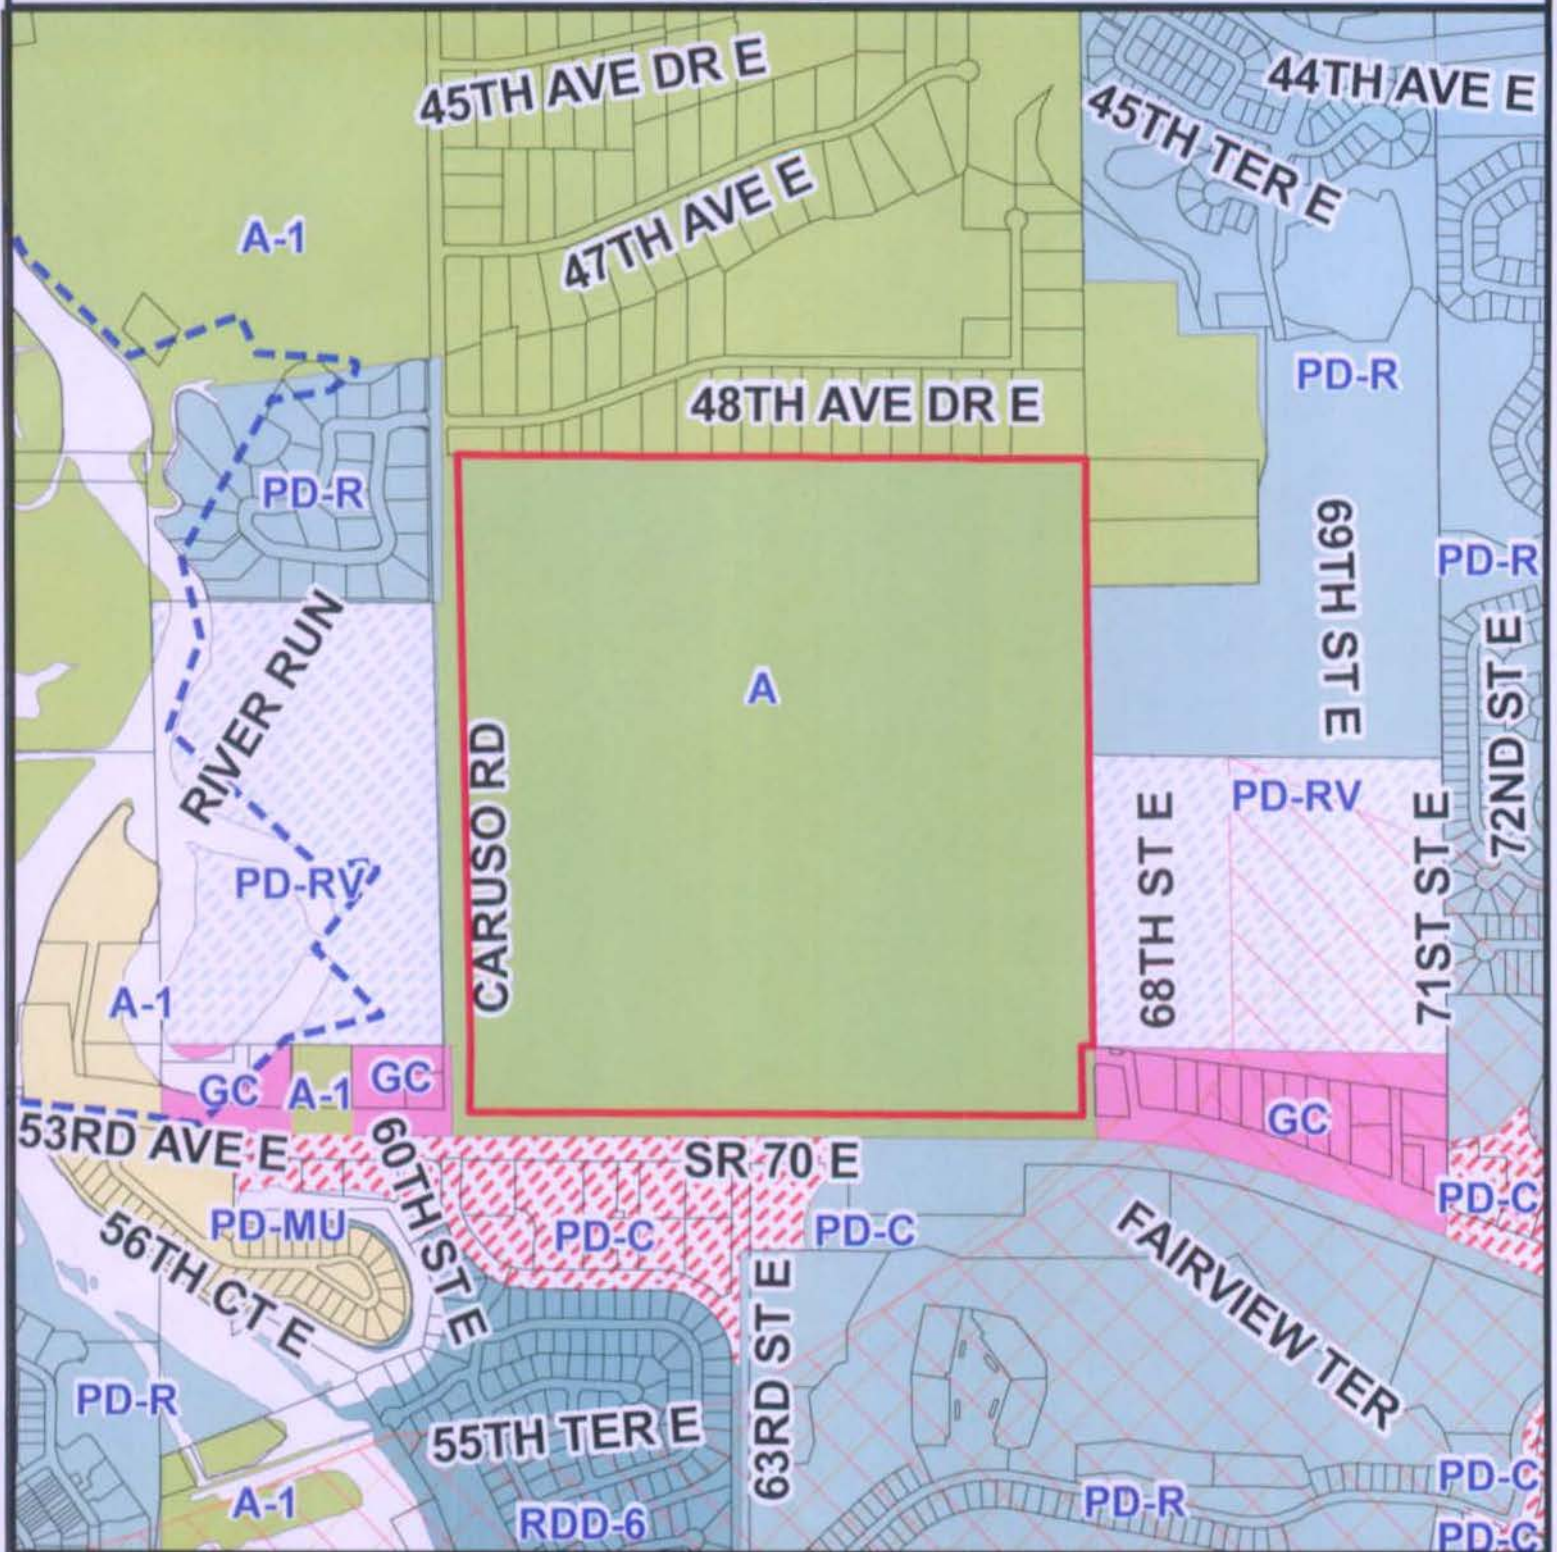 45TH AVE DR E
44TH AVE E
45TH TER E
47TH AVE E
A-1
PD-R
48TH AVE DR E
PD-R
69TH ST E
PD-R
RIVER RUN
72ND ST E
A
CARUSO RD
PD-RV
68TH ST E
71ST ST E
PD-RV
A-1
GC
A-1
GC
GC
53RD AVE E
60TH ST E
SR 70 E
PD-C
PD-MU
PD-C
PD-C
56TH CT E
FAIRVIEW TER
63RD ST E
PD-R
55TH TER E
PD-C
A-1
RDD-6
PD-R
PD-C